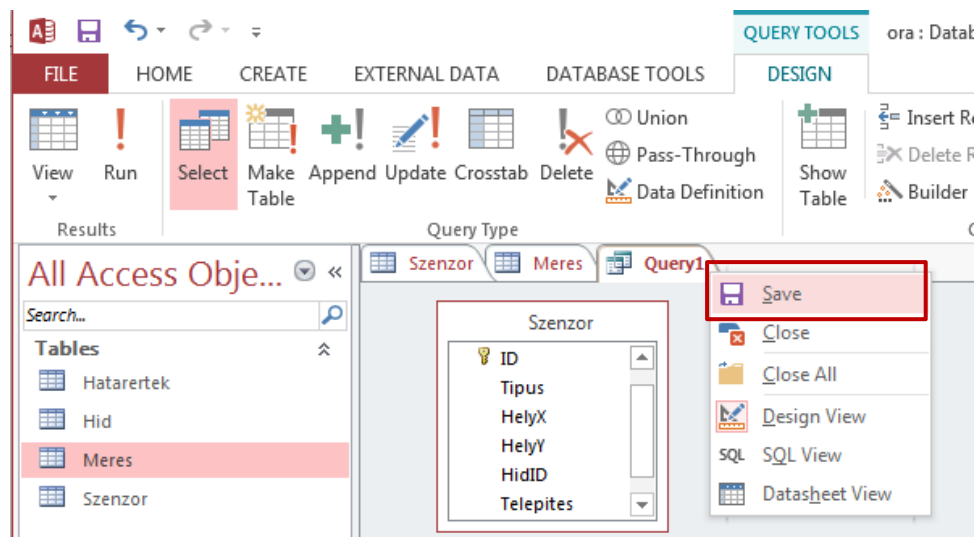 QUERY TOOLS ora : Datab
FILE HOME CREATE EXTERNAL DATA DATABASE TOOLS DESIGN
View Run Select Make Table Append Update Crosstab Delete
Union
Pass-Through
Data Definition
Show Table
Insert R
Delete R
Builder
Results Query Type
All Access Obje... «
Search...
Tables
Hatarertek
Hid
Meres
Szenzor
Szenzor Meres Query1
Szenzor
ID
Tipus
HelyX
HelyY
HidID
Telepites
Save
Close
Close All
Design View
SQL SQL View
Datasheet View